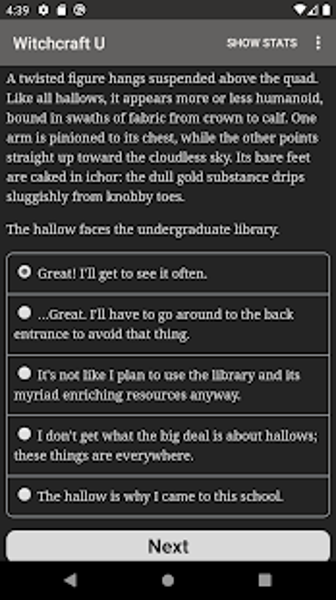 4:39
Witchcraft U
SHOW STATS
A twisted figure hangs suspended above the quad.
Like all hallows, it appears more or less humanoid,
bound in swaths of fabric from crown to calf. One
arm is pinioned to its chest, while the other points
straight up toward the cloudless sky. Its bare feet
are caked in ichor: the dull gold substance drips
sluggishly from knobby toes.
The hallow faces the undergraduate library.
Great! I'll get to see it often.
...Great. I'll have to go around to the back
entrance to avoid that thing.
It's not like I plan to use the library and its
myriad enriching resources anyway.
I don't get what the big deal is about hallows;
these things are everywhere.
The hallow is why I came to this school.
Next